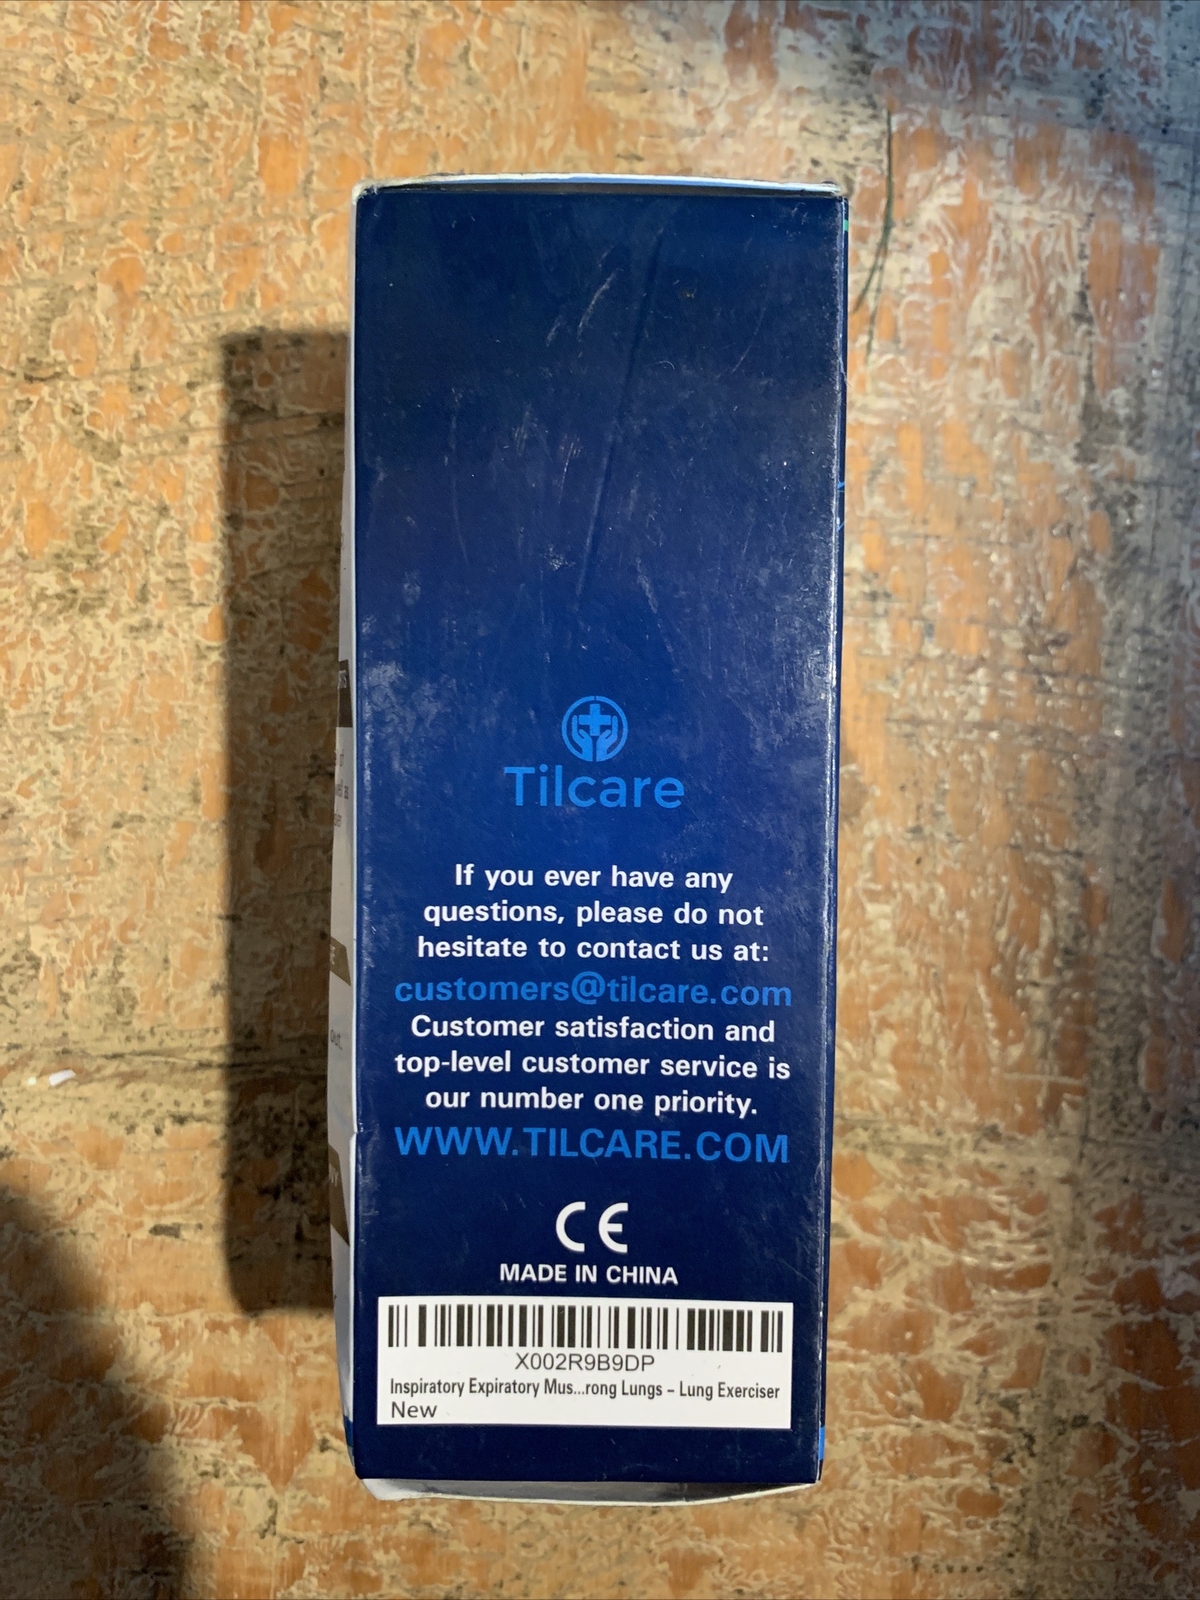 Tilcare
If you ever have any
questions, please do not
hesitate to contact us at:
customers@tilcare.com
Customer satisfaction and
top-level customer service is
our number one priority.
WWW.TILCARE.COM
CE
MADE IN CHINA
X002R9B9DP
Inspiratory Expiratory Mus...rong Lungs – Lung Exerciser
New